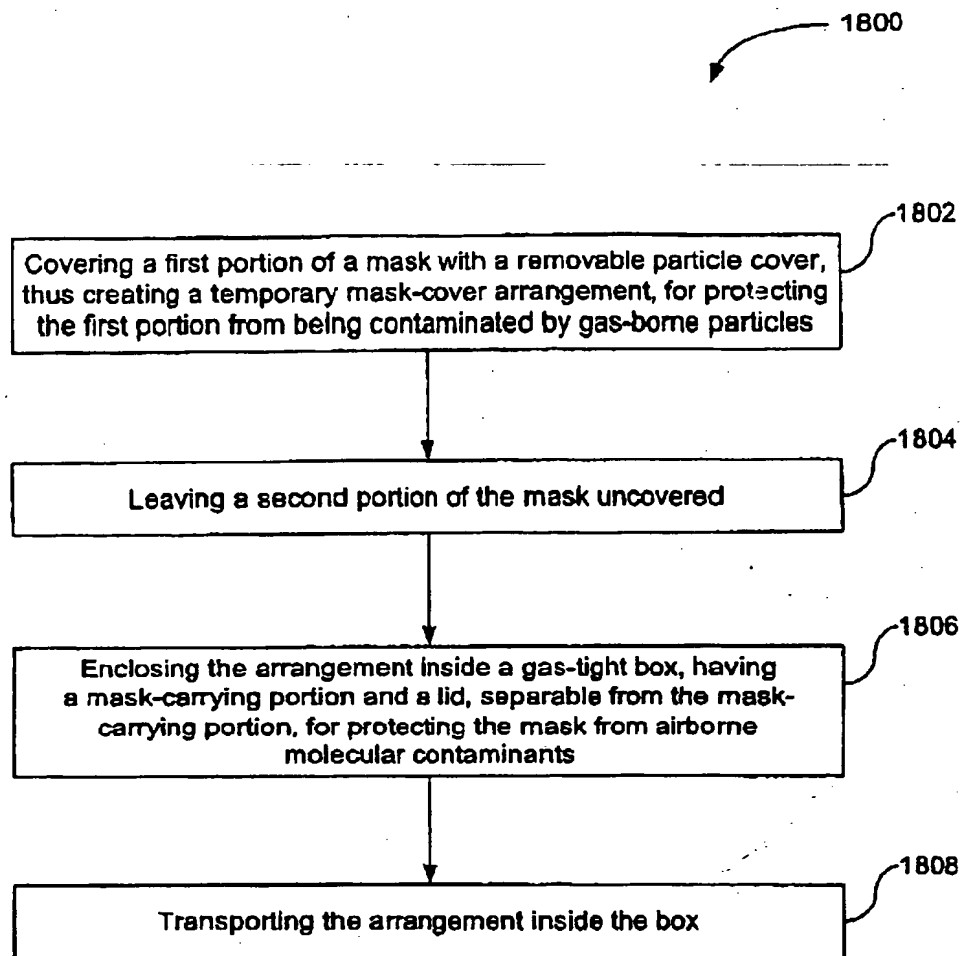 1800
1802
Covering a first portion of a mask with a removable particle cover,
thus creating a temporary mask-cover arrangement, for protecting
the first portion from being contaminated by gas-borne particles
1804
Leaving a second portion of the mask uncovered
1806
Enclosing the arrangement inside a gas-tight box, having
a mask-carrying portion and a lid, separable from the mask-
carrying portion, for protecting the mask from airborne
molecular contaminants
1808
Transporting the arrangement inside the box